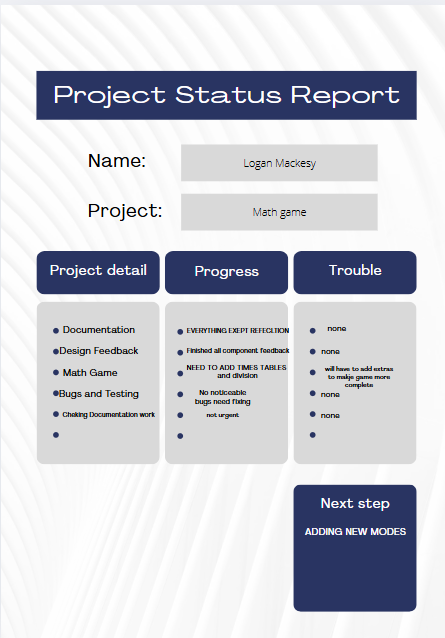 Project Status Report
Name:
Logan Mackesy
Project:
Math game
Project detail
Documentation
Design Feedback
Math Game
Bugs and Testing
Cheking Documentation work
Progress
EVERYTHING EXEPT REFECLTION
Finished all component feedback
NEED TO ADD TIMES TABLES
and division
No noticeable
bugs need fixing
not urgent
Trouble
none
none
will have to add extras
to makje game more
complete
none
none
Next step
ADDING NEW MODES